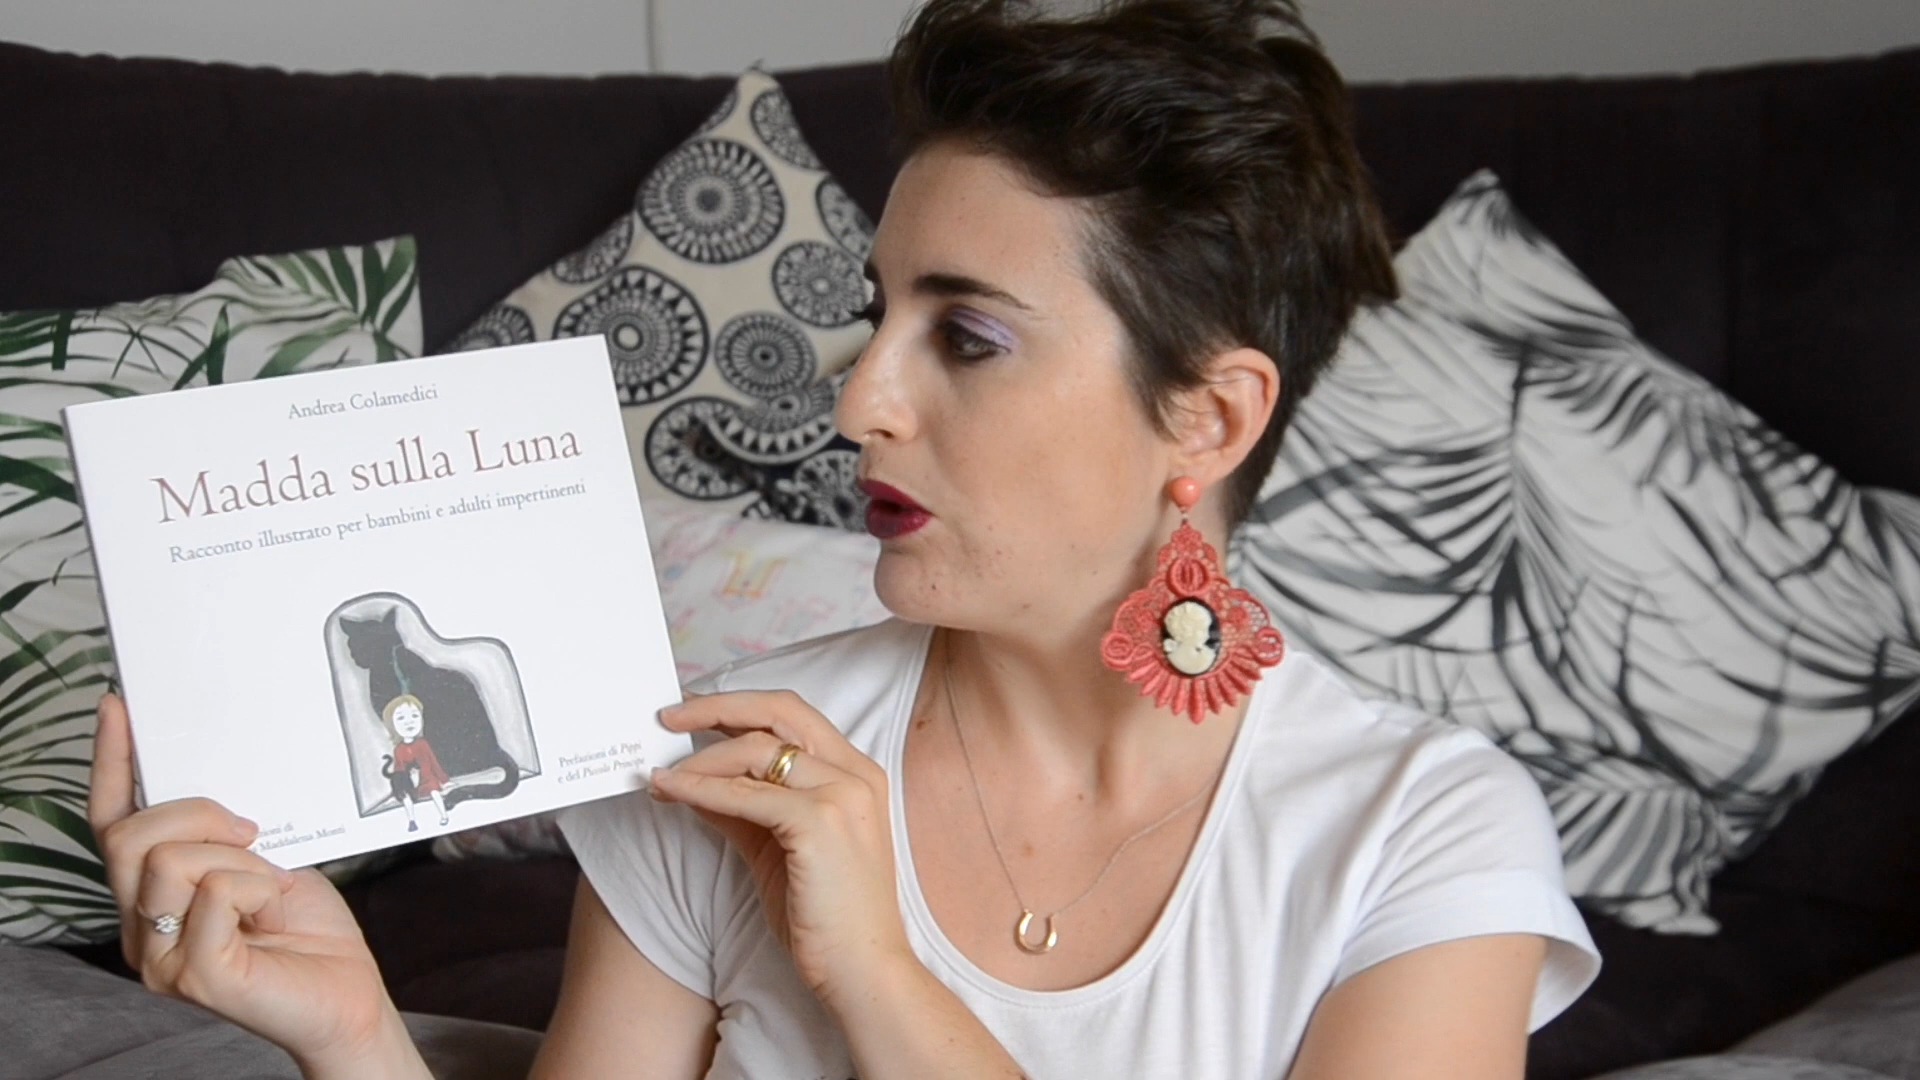 Andrea Colamedici
Madda sulla Luna
Racconto illustrato per bambini e adulti impertinenti
Prefazioni di Pippi
e del Piccolo Principe
Maddalena Monti